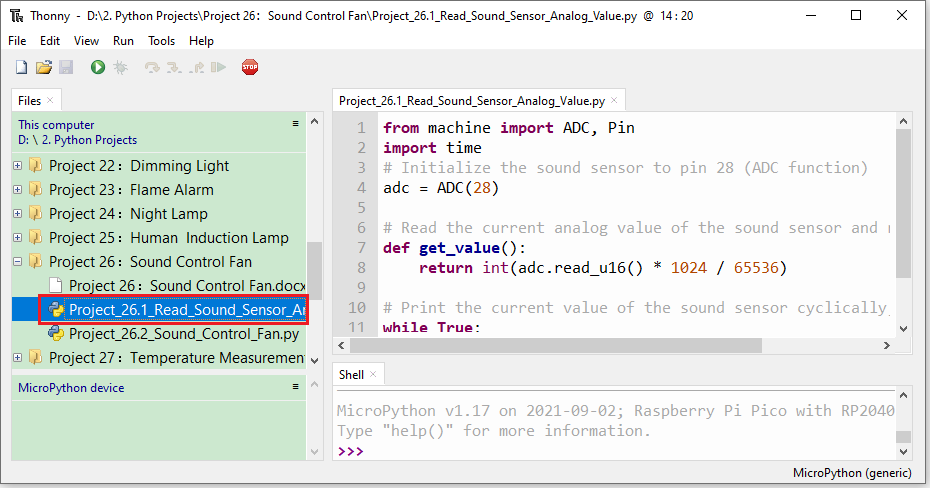 Thonny - D:\2. Python Projects\Project 26：Sound Control Fan\Project_26.1_Read_Sound_Sensor_Analog_Value.py @ 14 : 20
File Edit View Run Tools Help
STOP
Files
This computer
D: \ 2. Python Projects
Project 22：Dimming Light
Project 23：Flame Alarm
Project 24：Night Lamp
Project 25：Human Induction Lamp
Project 26：Sound Control Fan
Project 26：Sound Control Fan.docx
Project_26.1_Read_Sound_Sensor_An
Project_26.2_Sound_Control_Fan.py
Project 27：Temperature Measuremen
MicroPython device
Project_26.1_Read_Sound_Sensor_Analog_Value.py
1 from machine import ADC, Pin
2 import time
3 # Initialize the sound sensor to pin 28 (ADC function)
4 adc = ADC(28)
5
6 # Read the current analog value of the sound sensor and
7 def get_value():
8 return int(adc.read_u16() * 1024 / 65536)
9
10 # Print the current value of the sound sensor cyclically,
11 while True:
Shell
MicroPython v1.17 on 2021-09-02; Raspberry Pi Pico with RP2040
Type "help()" for more information.
>>>
MicroPython (generic)